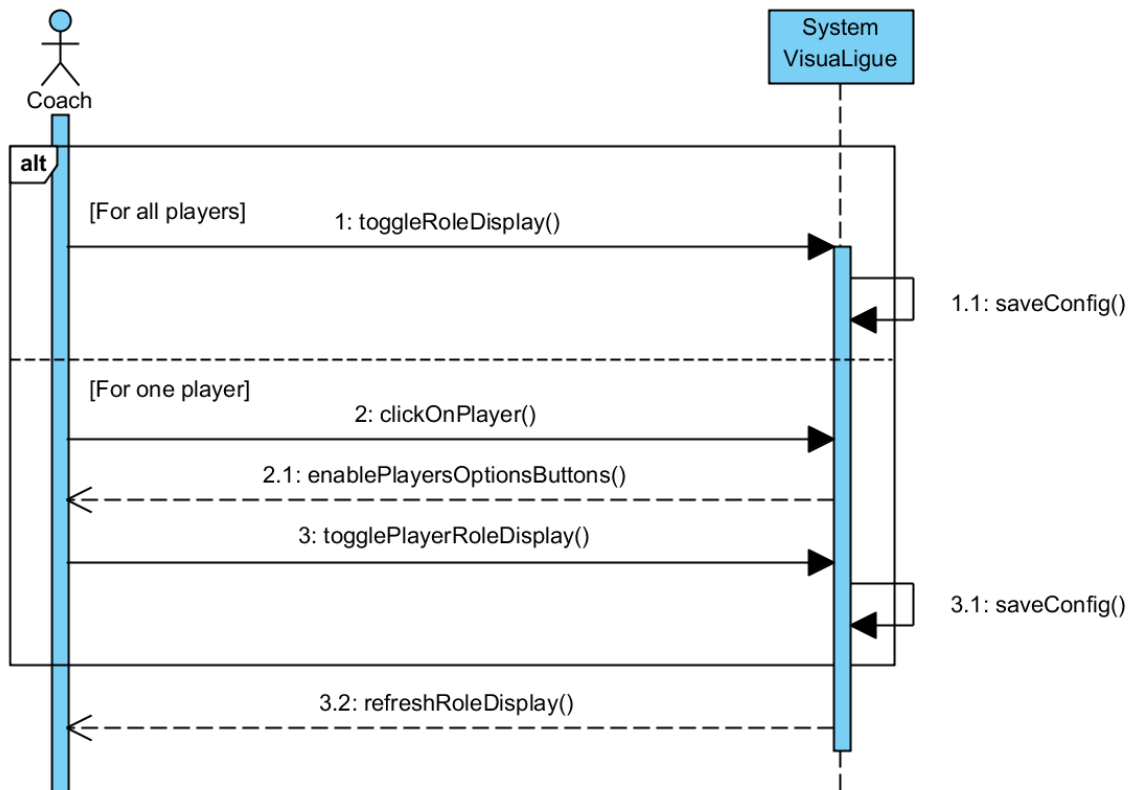 System
VisuaLigue
Coach
alt
[For all players]
1: toggleRoleDisplay()
1.1: saveConfig()
[For one player]
2: clickOnPlayer()
2.1: enablePlayersOptionsButtons()
3: togglePlayerRoleDisplay()
3.1: saveConfig()
3.2: refreshRoleDisplay()